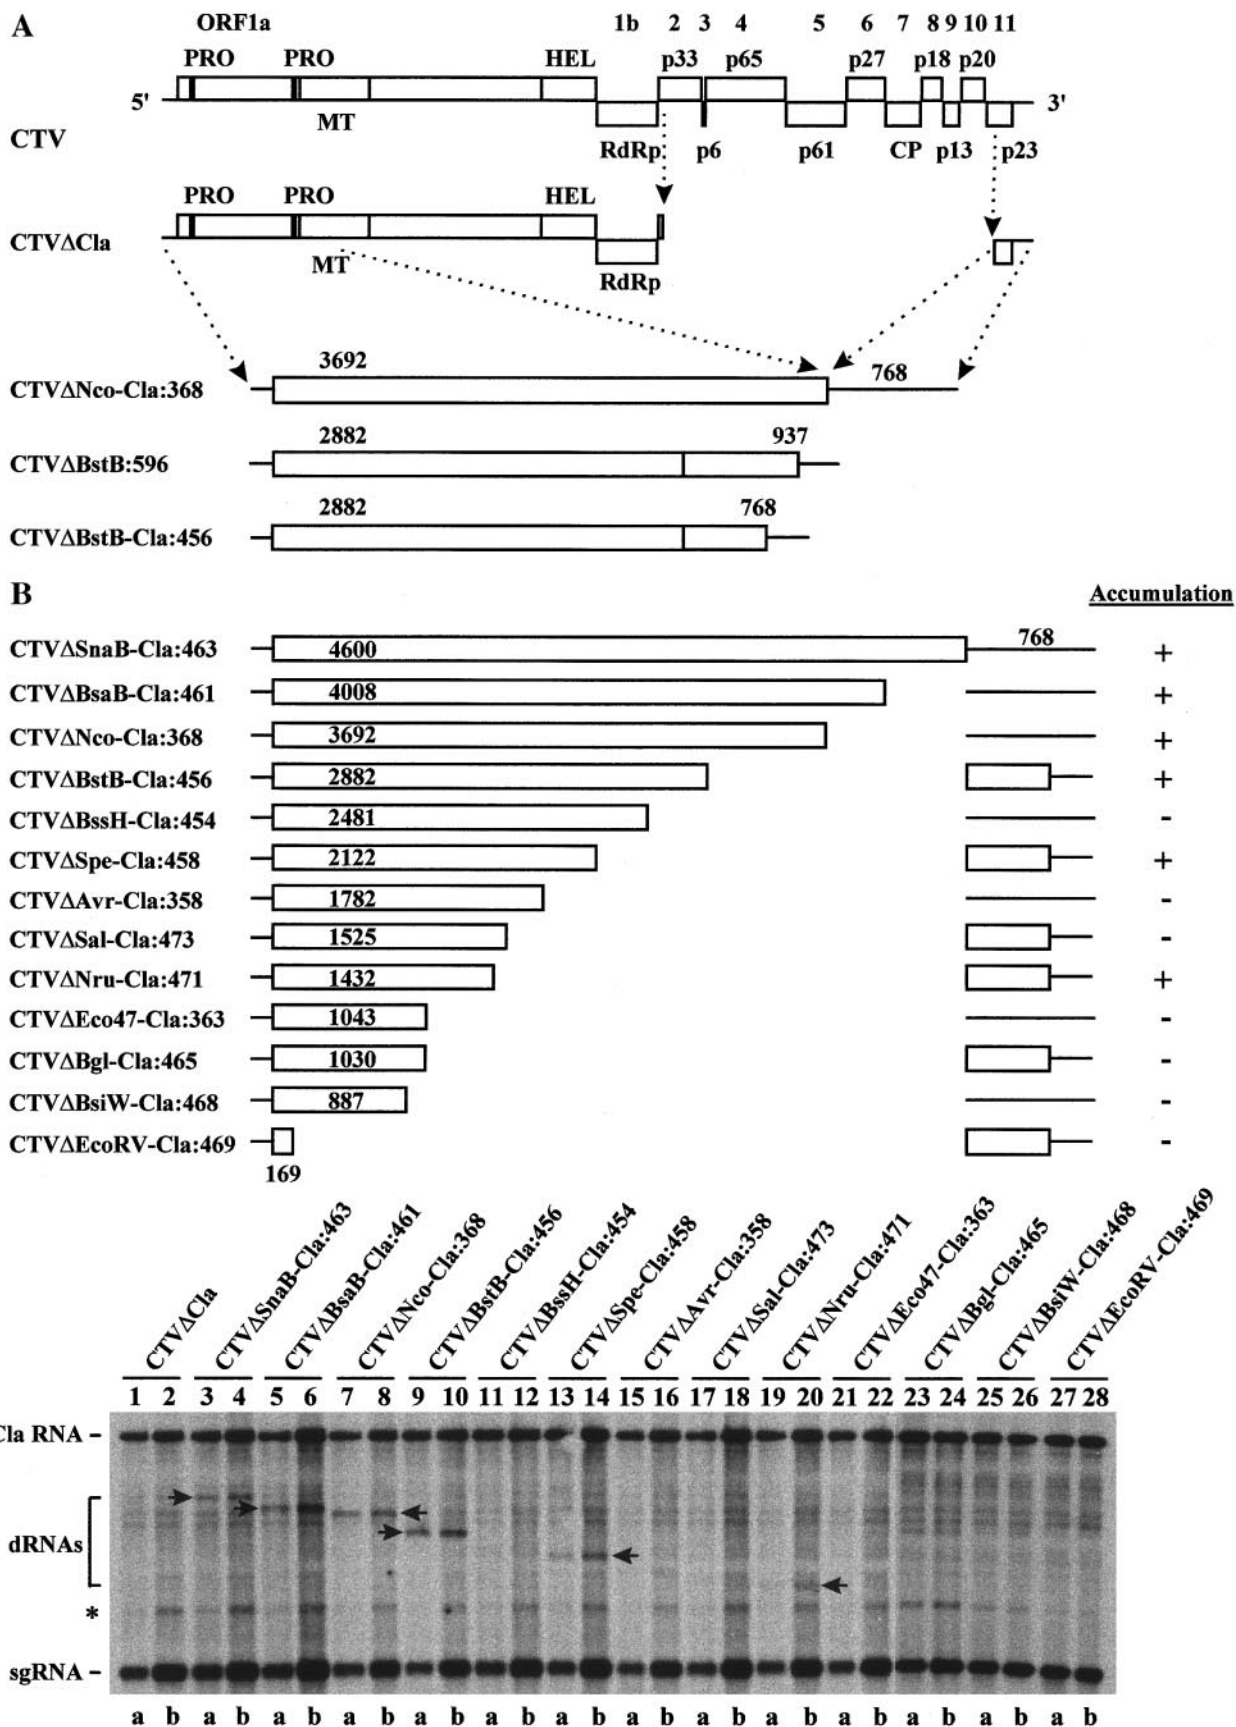 A
ORF1a 1b 2 3 4 5 6 7 8 9 10 11
PRO PRO HEL p33 p65 p27 p18 p20
5' 3'
CTV
MT RdRp p6 p61 CP p13 p23
PRO PRO HEL
CTVΔCla
MT RdRp
3692 768
CTVΔNco-Cla:368
2882 937
CTVΔBstB:596
2882 768
CTVΔBstB-Cla:456
B Accumulation
CTVΔSnaB-Cla:463 4600 768 +
CTVΔBsaB-Cla:461 4008 +
CTVΔNco-Cla:368 3692 +
CTVΔBstB-Cla:456 2882 +
CTVΔBssH-Cla:454 2481 -
CTVΔSpe-Cla:458 2122 +
CTVΔAvr-Cla:358 1782 -
CTVΔSal-Cla:473 1525 -
CTVΔNru-Cla:471 1432 +
CTVΔEco47-Cla:363 1043 -
CTVΔBgl-Cla:465 1030 -
CTVΔBsiW-Cla:468 887 -
CTVΔEcoRV-Cla:469 -
169
CTVΔCla
CTVΔSnaB-Cla:463
CTVΔBsaB-Cla:461
CTVΔNco-Cla:368
CTVΔBstB-Cla:456
CTVΔBssH-Cla:454
CTVΔSpe-Cla:458
CTVΔAvr-Cla:358
CTVΔSal-Cla:473
CTVΔNru-Cla:471
CTVΔEco47-Cla:363
CTVΔBgl-Cla:465
CTVΔBsiW-Cla:468
CTVΔEcoRV-Cla:469
1 2 3 4 5 6 7 8 9 10 11 12 13 14 15 16 17 18 19 20 21 22 23 24 25 26 27 28
Cla RNA -
dRNAs
*
sgRNA -
a b a b a b a b a b a b a b a b a b a b a b a b a b a b